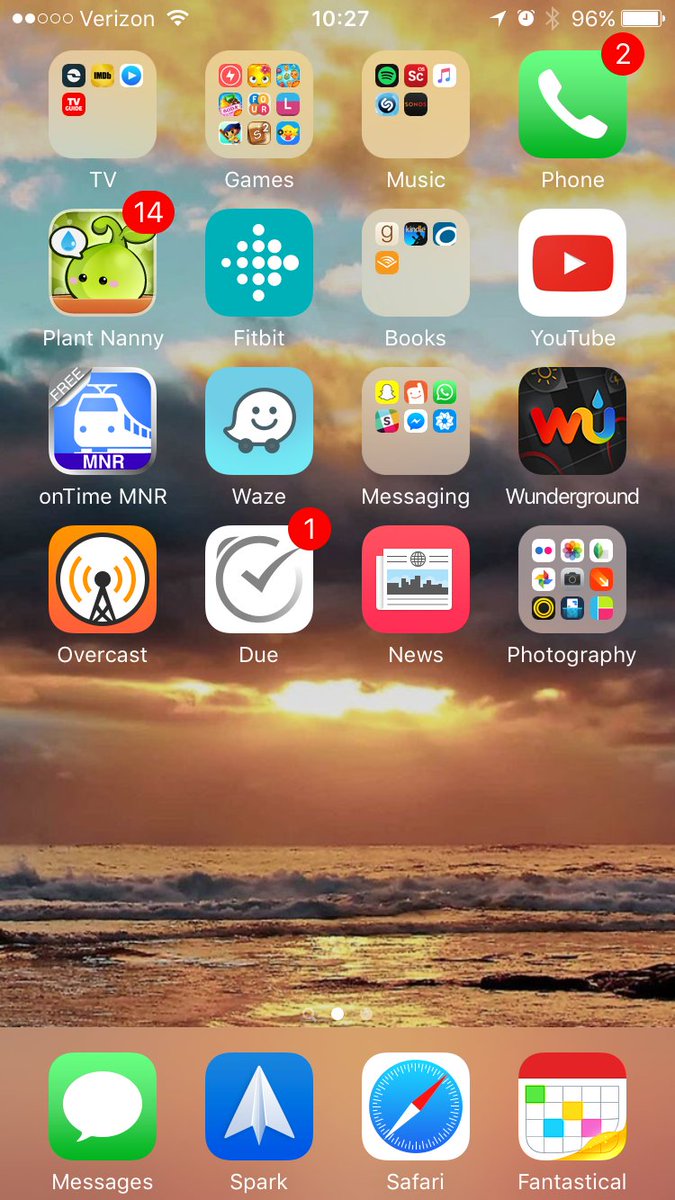 Verizon 10:27 96%
2
IMDb
TV GUIDE
SC
FOUR
L
SONOS
TV Games Music Phone
14
g kindle
Plant Nanny Fitbit Books YouTube
FREE
MNR
WU
onTime MNR Waze Messaging Wunderground
1
Overcast Due News Photography
Messages Spark Safari Fantastical